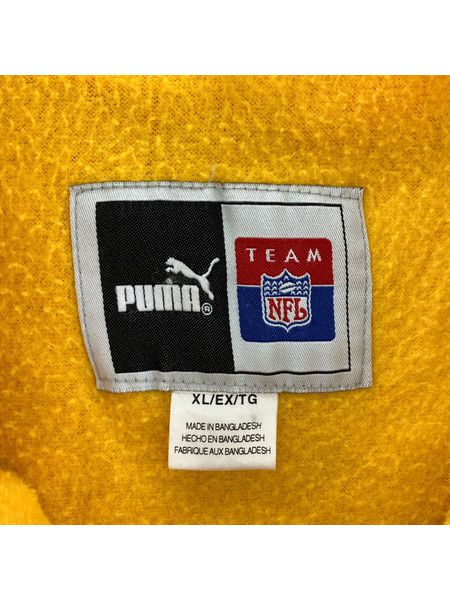 PUMA®
TEAM
NFL
XL/EX/TG
MADE IN BANGLADESH
HECHO EN BANGLADESH
FABRIQUE AUX BANGLADESH